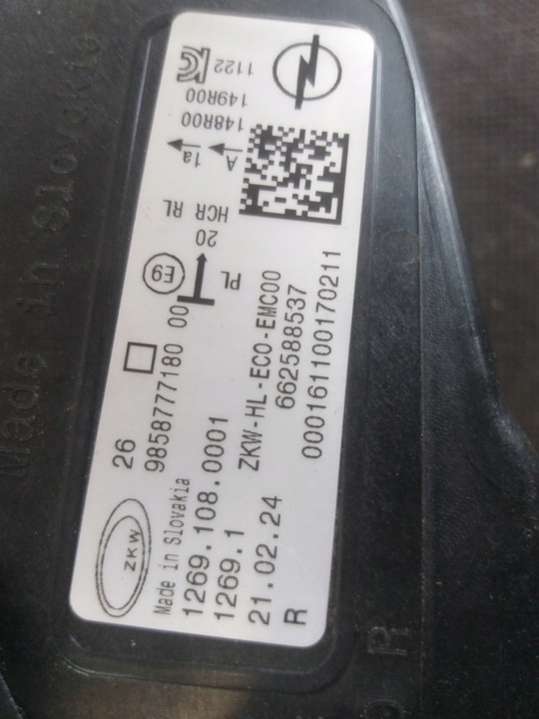 Made in Slovakia
ZKW
26
9858777180 00
Made in Slovakia
1269.108.0001
1269.1
21.02.24
R
ZKW-HL-ECO-EMC00
662588537
000161100170211
E9
PL
20
HCR RL
A
1a
148R00
149R00
1122
R